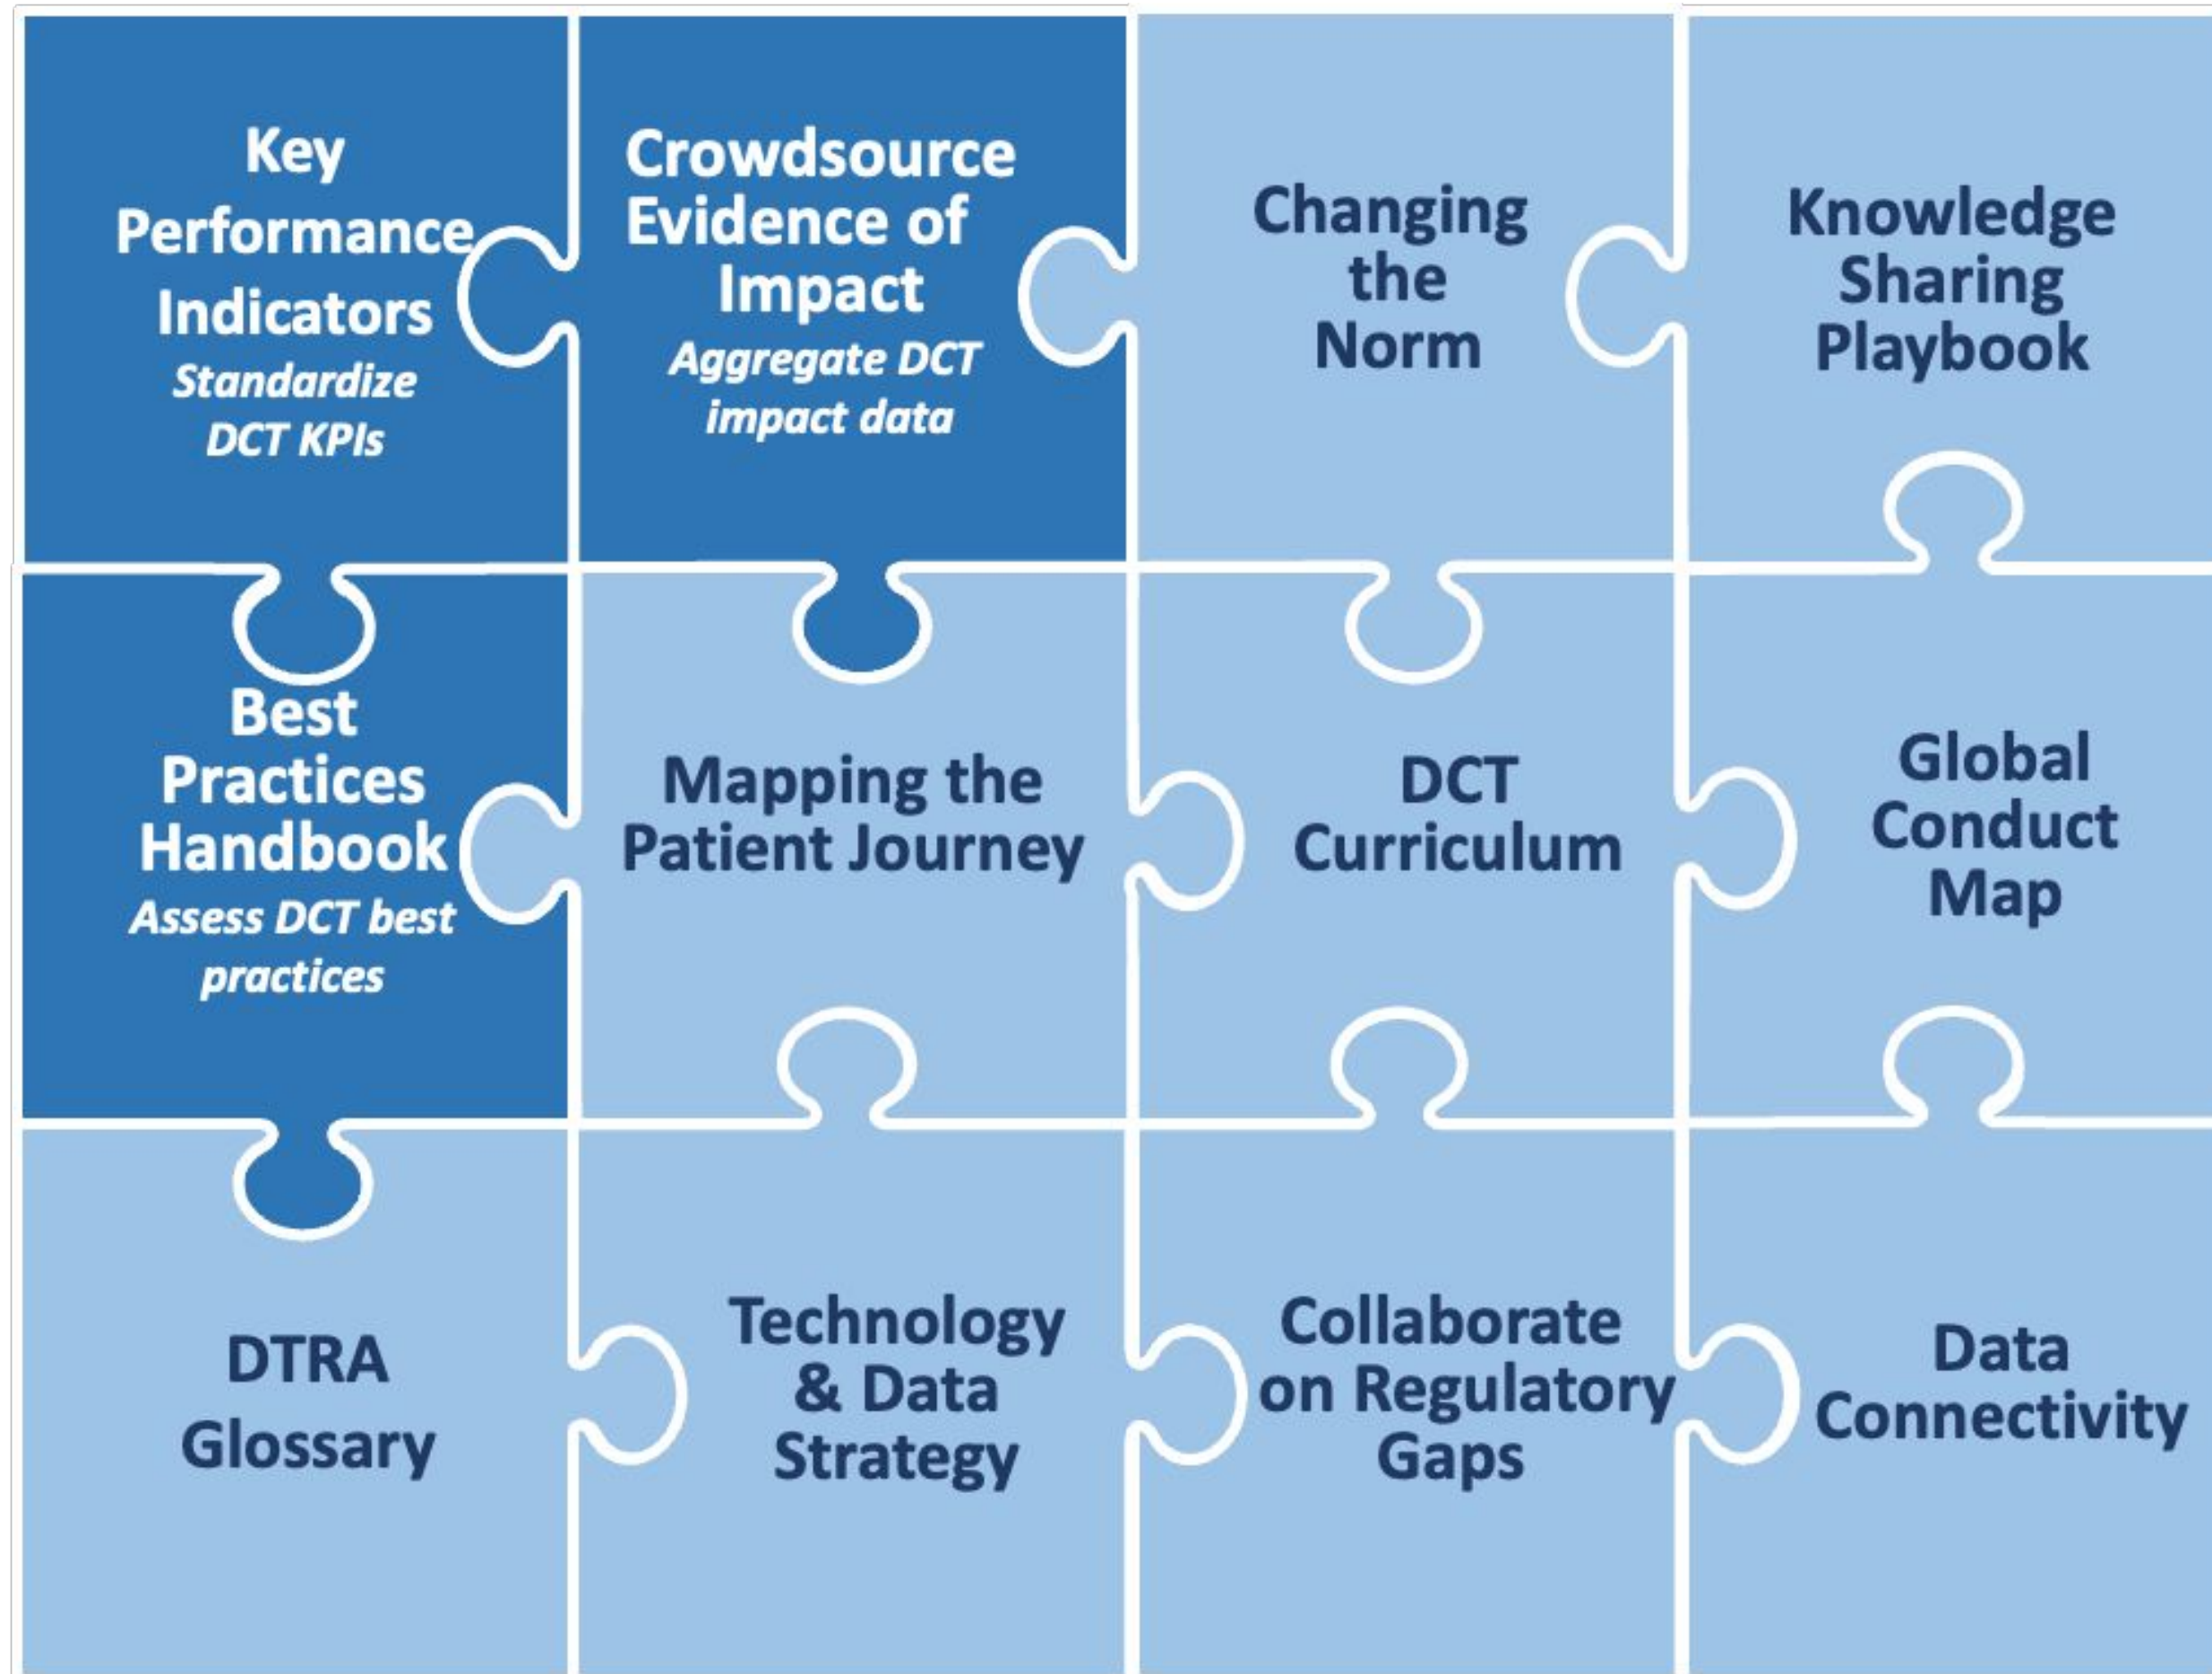 Key
Performance
Indicators
Standardize
DCT KPIs
Crowdsource
Evidence of
Impact
Aggregate DCT
impact data
Changing
the
Norm
Knowledge
Sharing
Playbook
Best
Practices
Handbook
Assess DCT best
practices
Mapping the
Patient Journey
DCT
Curriculum
Global
Conduct
Map
DTRA
Glossary
Technology
& Data
Strategy
Collaborate
on Regulatory
Gaps
Data
Connectivity